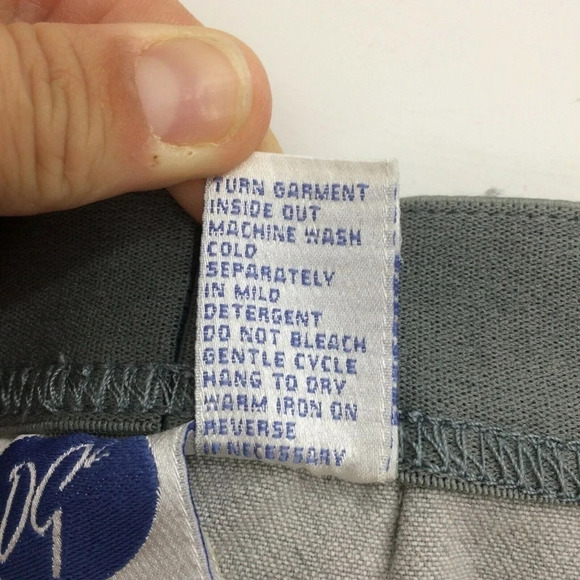 TURN GARMENT
INSIDE OUT
MACHINE WASH
COLD
SEPARATELY
IN MILD
DETERGENT
DO NOT BLEACH
GENTLE CYCLE
HANG TO DRY
WARM IRON ON
REVERSE
IF NECESSARY
DG